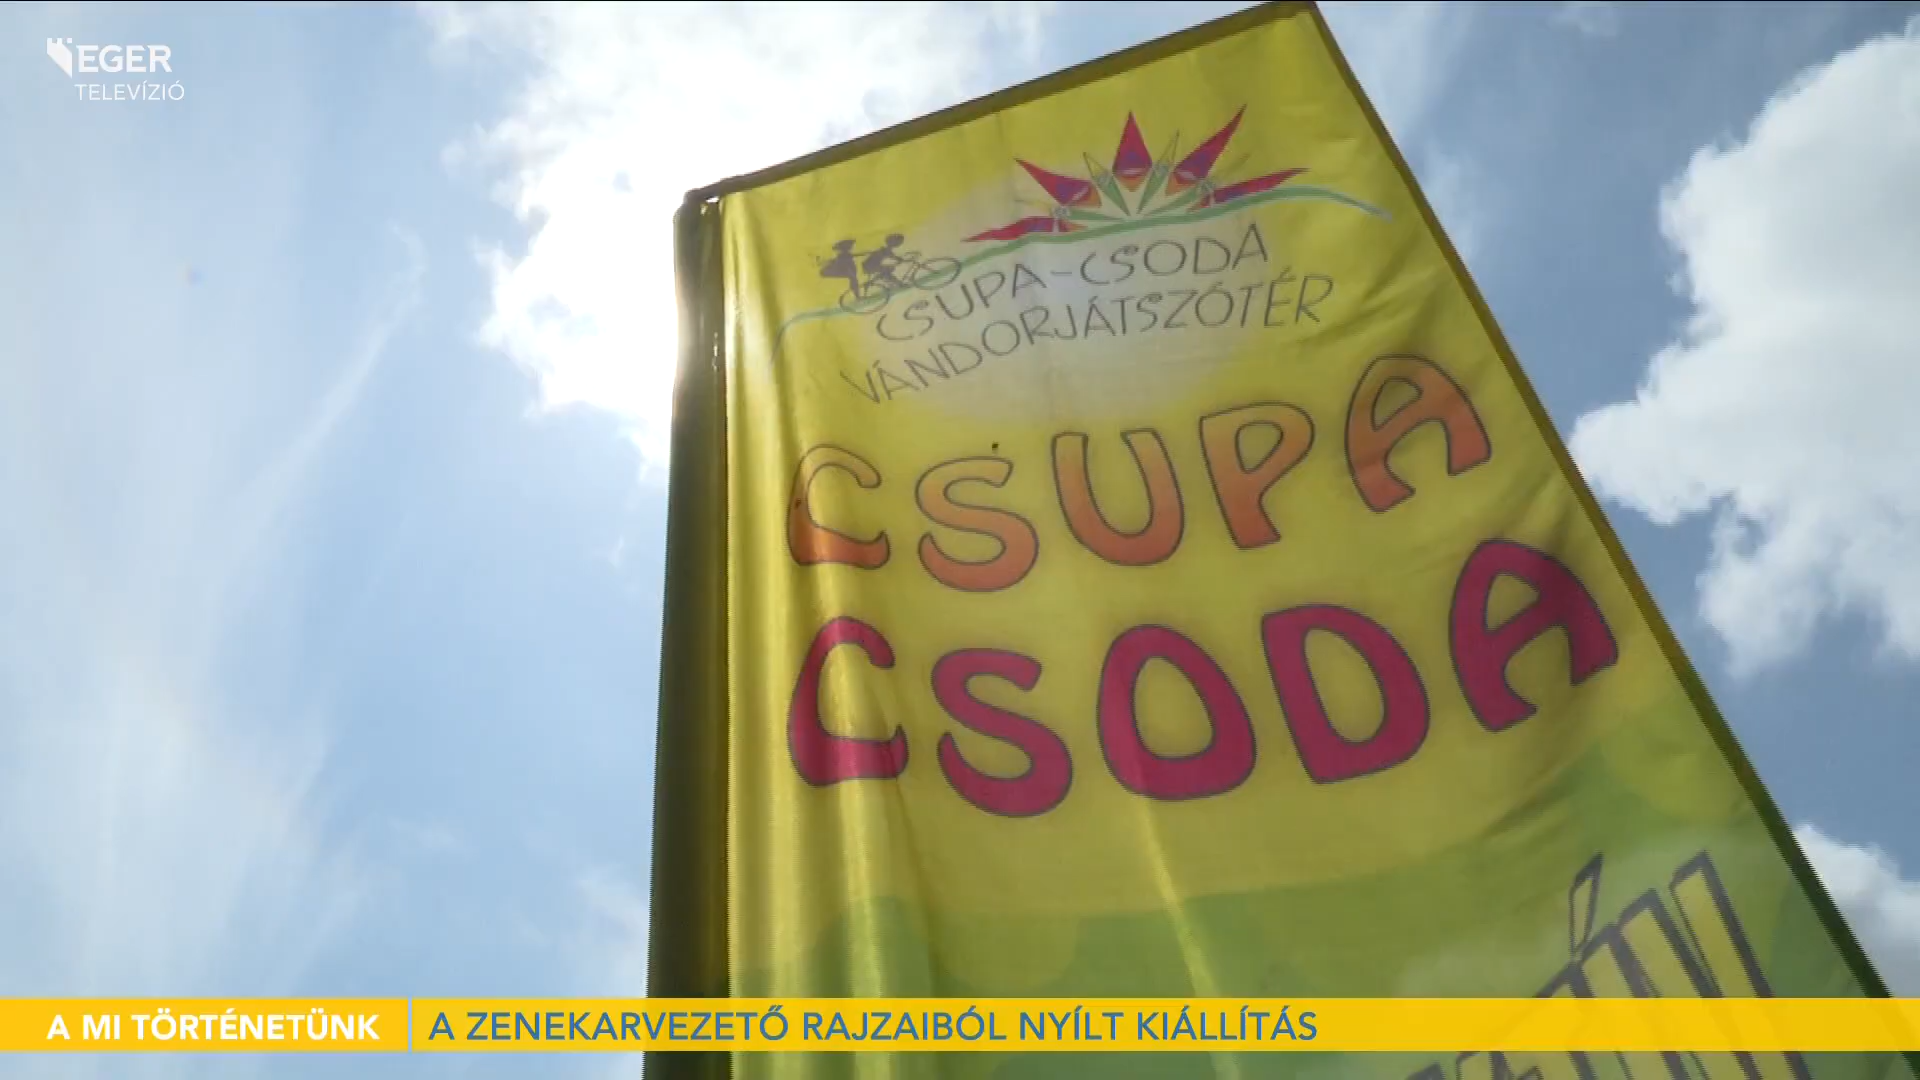 EGER
TELEVÍZIÓ
CSUPA-CSODA
VÁNDORJÁTSZÓTÉR
CSUPA
CSODA
A MI TÖRTÉNETÜNK
A ZENEKARVEZETŐ RAJZAIBÓL NYÍLT KIÁLLÍTÁS